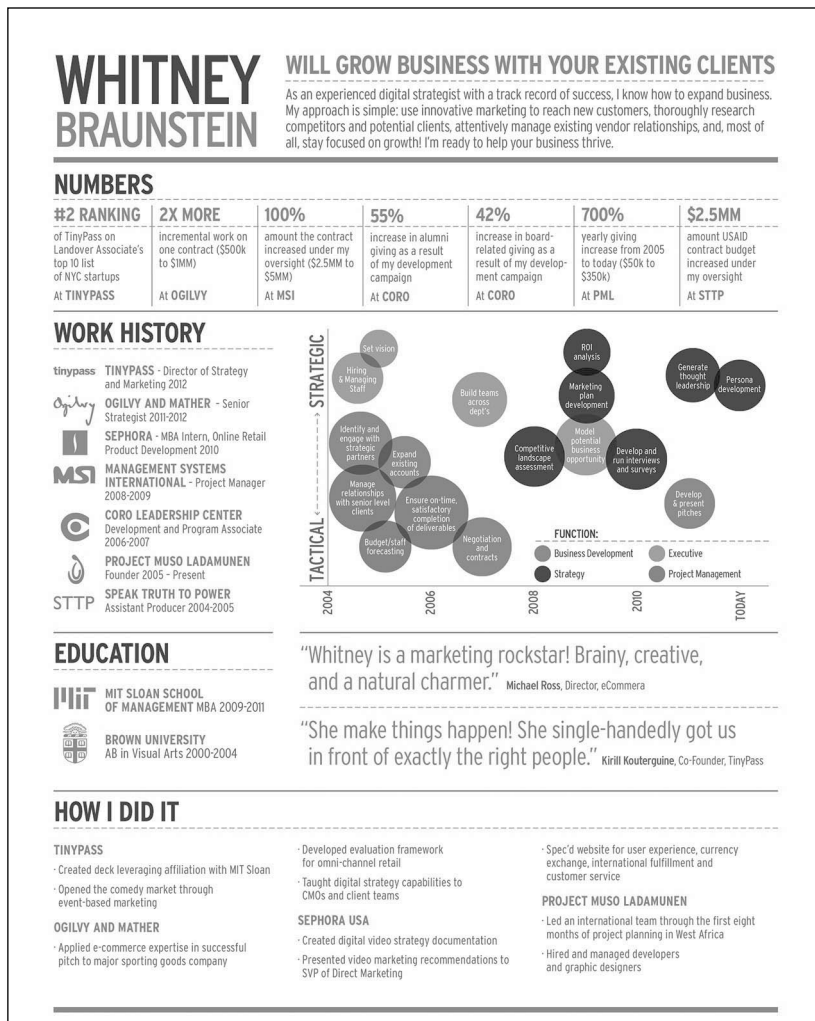 WHITNEY
BRAUNSTEIN
WILL GROW BUSINESS WITH YOUR EXISTING CLIENTS
As an experienced digital strategist with a track record of success, I know how to expand business.
My approach is simple: use innovative marketing to reach new customers, thoroughly research
competitors and potential clients, attentively manage existing vendor relationships, and, most of
all, stay focused on growth! I'm ready to help your business thrive.
NUMBERS
#2 RANKING
of TinyPass on
Landover Associate's
top 10 list
of NYC startups
At TINYPASS
2X MORE
incremental work on
one contract ($500k
to $1MM)
At OGILVY
100%
amount the contract
increased under my
oversight ($2.5MM to
$5MM)
At MSI
55%
increase in alumni
giving as a result
of my development
campaign
At CORO
42%
increase in board-
related giving as a
result of my develop-
ment campaign
At CORO
700%
yearly giving
increase from 2005
to today ($50k to
$350k)
At PML
$2.5MM
amount USAID
contract budget
increased under
my oversight
At STTP
WORK HISTORY
tinypass
TINYPASS - Director of Strategy
and Marketing 2012
Ogilvy
OGILVY AND MATHER - Senior
Strategist 2011-2012
SEPHORA - MBA Intern, Online Retail
Product Development 2010
MSI
MANAGEMENT SYSTEMS
INTERNATIONAL - Project Manager
2008-2009
CORO LEADERSHIP CENTER
Development and Program Associate
2006-2007
PROJECT MUSO LADAMUNEN
Founder 2005 - Present
STTP
SPEAK TRUTH TO POWER
Assistant Producer 2004-2005
STRATEGIC
TACTICAL
Set vision
Hiring
& Managing
Staff
Identify and
engage with
strategic
partners
Expand
existing
accounts
Manage
relationships
with senior level
clients
Ensure on-time,
satisfactory
completion
of deliverables
Budget/staff
forecasting
Negotiation
and
contracts
Build teams
across
dept's
ROI
analysis
Marketing
plan
development
Model
potential
business
opportunity
Competitive
landscape
assessment
Develop and
run interviews
and surveys
Generate
thought
leadership
Persona
development
Develop
& present
pitches
FUNCTION:
Business Development
Executive
Strategy
Project Management
2004
2006
2008
2010
TODAY
EDUCATION
MIT
MIT SLOAN SCHOOL
OF MANAGEMENT MBA 2009-2011
BROWN UNIVERSITY
AB in Visual Arts 2000-2004
"Whitney is a marketing rockstar! Brainy, creative,
and a natural charmer." Michael Ross, Director, eCommera
"She make things happen! She single-handedly got us
in front of exactly the right people." Kirill Kouterguine, Co-Founder, TinyPass
HOW I DID IT
TINYPASS
· Created deck leveraging affiliation with MIT Sloan
· Opened the comedy market through
event-based marketing
OGILVY AND MATHER
· Applied e-commerce expertise in successful
pitch to major sporting goods company
· Developed evaluation framework
for omni-channel retail
· Taught digital strategy capabilities to
CMOs and client teams
SEPHORA USA
· Created digital video strategy documentation
· Presented video marketing recommendations to
SVP of Direct Marketing
· Spec'd website for user experience, currency
exchange, international fulfillment and
customer service
PROJECT MUSO LADAMUNEN
· Led an international team through the first eight
months of project planning in West Africa
· Hired and managed developers
and graphic designers